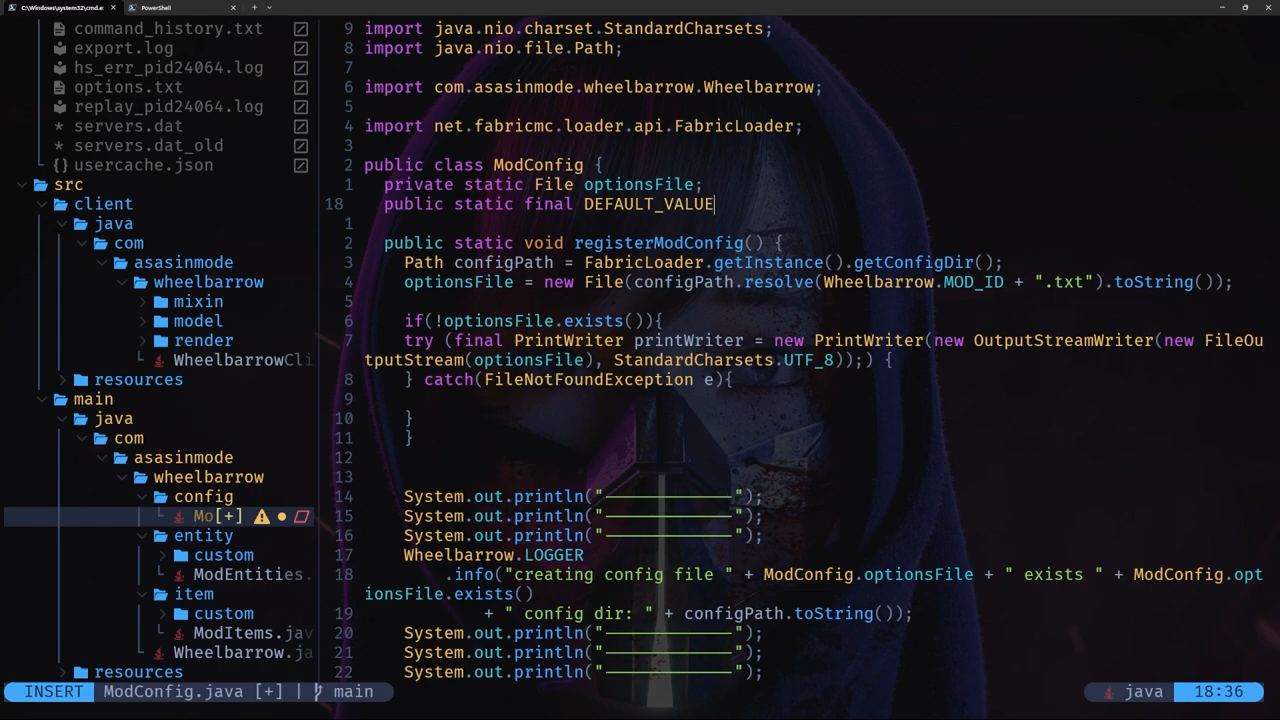 C:\Windows\system32\cmd.e:
PowerShell
command_history.txt
export.log
hs_err_pid24064.log
options.txt
replay_pid24064.log
servers.dat
servers.dat_old
{} usercache.json
src
client
java
com
asasinmode
wheelbarrow
mixin
model
render
WheelbarrowCli
resources
main
java
com
asasinmode
wheelbarrow
config
Mo[+]
entity
custom
ModEntities.
item
custom
ModItems.jav
Wheelbarrow.ja
resources
9 import java.nio.charset.StandardCharsets;
8 import java.nio.file.Path;
7
6 import com.asasinmode.wheelbarrow.Wheelbarrow;
5
4 import net.fabricmc.loader.api.FabricLoader;
3
2 public class ModConfig {
1 private static File optionsFile;
18 public static final DEFAULT_VALUE
1
2 public static void registerModConfig() {
3 Path configPath = FabricLoader.getInstance().getConfigDir();
4 optionsFile = new File(configPath.resolve(Wheelbarrow.MOD_ID + ".txt").toString());
5
6 if(!optionsFile.exists()){
7 try (final PrintWriter printWriter = new PrintWriter(new OutputStreamWriter(new FileOu
tputStream(optionsFile), StandardCharsets.UTF_8));) {
8 } catch(FileNotFoundException e){
9
10 }
11 }
12
13
14 System.out.println("—————————————");
15 System.out.println("—————————————");
16 System.out.println("—————————————");
17 Wheelbarrow.LOGGER
18 .info("creating config file " + ModConfig.optionsFile + " exists " + ModConfig.opt
ionsFile.exists()
19 + " config dir: " + configPath.toString());
20 System.out.println("—————————————");
21 System.out.println("—————————————");
22 System.out.println("—————————————");
INSERT ModConfig.java [+] | main
java 18:36